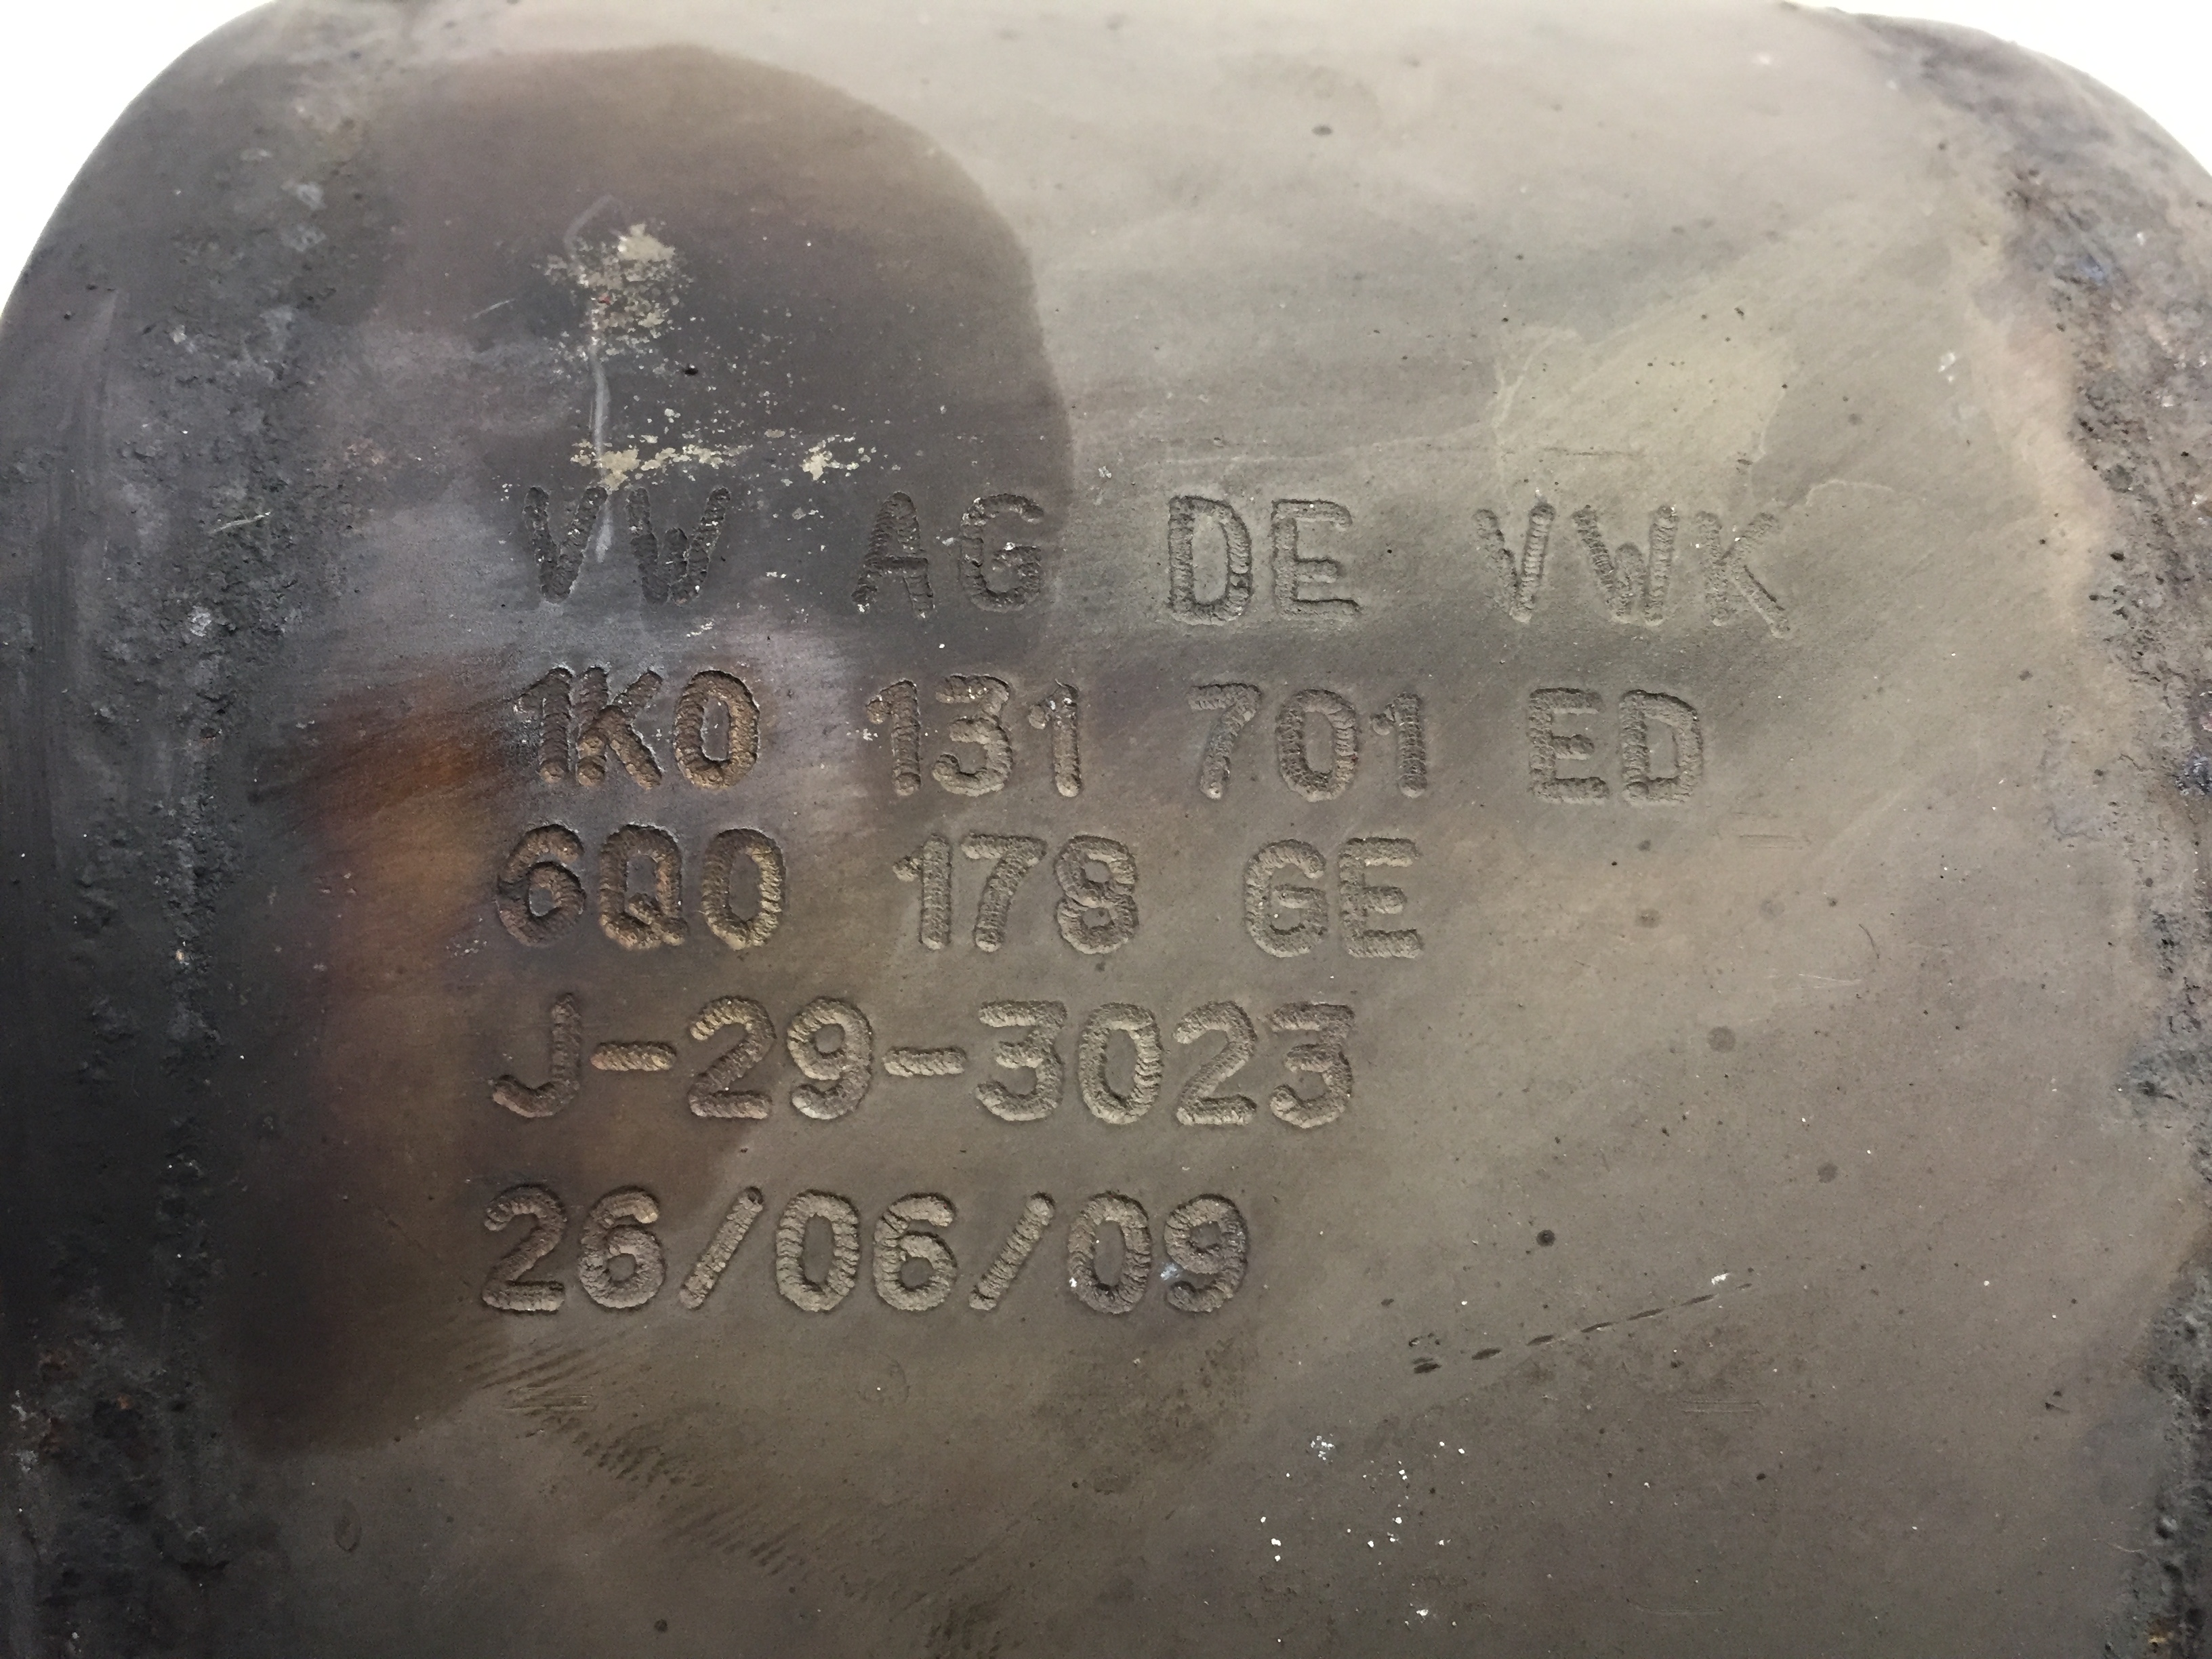 VW AG DE VWK
1K0 131 701 ED
6Q0 178 GE
J-29-3023
26/06/09